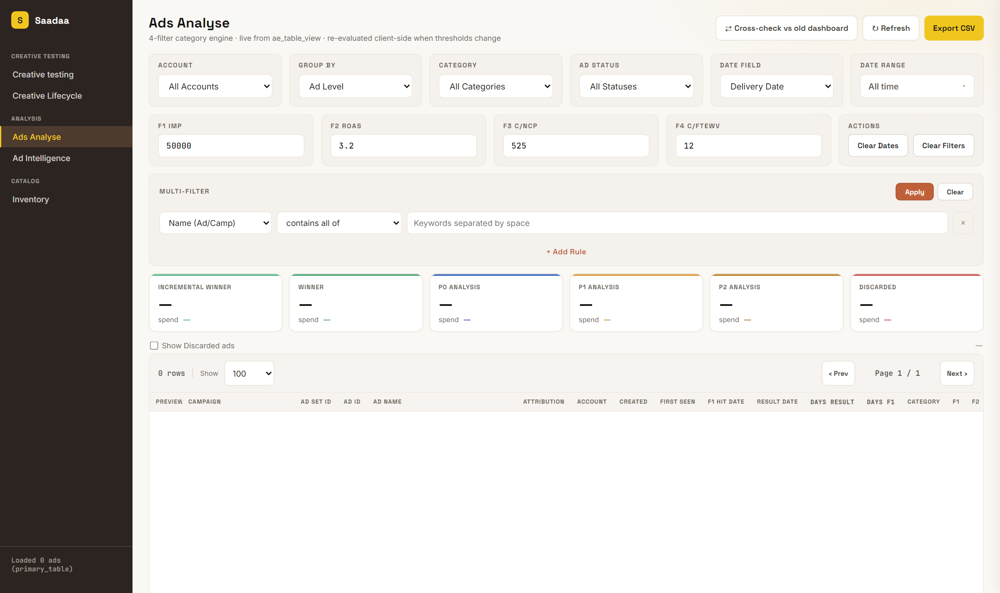 S Saadaa
CREATIVE TESTING
Creative testing
Creative Lifecycle
ANALYSIS
Ads Analyse
Ad Intelligence
CATALOG
Inventory
Loaded 0 ads
(primary_table)
Ads Analyse
4-filter category engine · live from ae_table_view · re-evaluated client-side when thresholds change
⇄ Cross-check vs old dashboard
↻ Refresh
Export CSV
ACCOUNT GROUP BY CATEGORY AD STATUS DATE FIELD DATE RANGE
All Accounts Ad Level All Categories All Statuses Delivery Date All time
F1 IMP F2 ROAS F3 C/NCP F4 C/FTEWV ACTIONS
50000 3.2 525 12 Clear Dates Clear Filters
MULTI-FILTER Apply Clear
Name (Ad/Camp) contains all of Keywords separated by space ×
+ Add Rule
INCREMENTAL WINNER WINNER P0 ANALYSIS P1 ANALYSIS P2 ANALYSIS DISCARDED
— — — — — —
spend — spend — spend — spend — spend — spend —
Show Discarded ads —
0 rows Show 100 < Prev Page 1 / 1 Next >
PREVIEW CAMPAIGN AD SET ID AD ID AD NAME ATTRIBUTION ACCOUNT CREATED FIRST SEEN F1 HIT DATE RESULT DATE DAYS RESULT DAYS F1 CATEGORY F1 F2